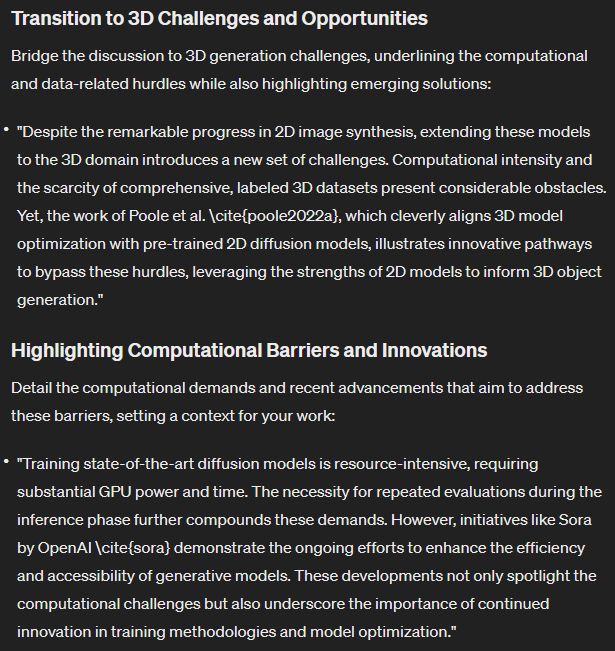 Transition to 3D Challenges and Opportunities
Bridge the discussion to 3D generation challenges, underlining the computational
and data-related hurdles while also highlighting emerging solutions:
• "Despite the remarkable progress in 2D image synthesis, extending these models
to the 3D domain introduces a new set of challenges. Computational intensity and
the scarcity of comprehensive, labeled 3D datasets present considerable obstacles.
Yet, the work of Poole et al. \cite{poole2022a}, which cleverly aligns 3D model
optimization with pre-trained 2D diffusion models, illustrates innovative pathways
to bypass these hurdles, leveraging the strengths of 2D models to inform 3D object
generation."
Highlighting Computational Barriers and Innovations
Detail the computational demands and recent advancements that aim to address
these barriers, setting a context for your work:
• "Training state-of-the-art diffusion models is resource-intensive, requiring
substantial GPU power and time. The necessity for repeated evaluations during the
inference phase further compounds these demands. However, initiatives like Sora
by OpenAI \cite{sora} demonstrate the ongoing efforts to enhance the efficiency
and accessibility of generative models. These developments not only spotlight the
computational challenges but also underscore the importance of continued
innovation in training methodologies and model optimization."